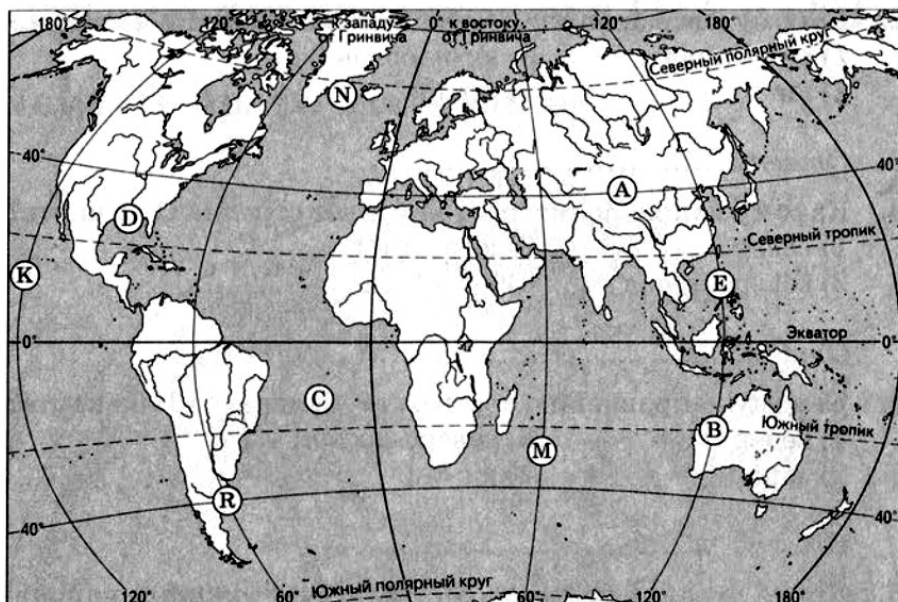 180°
120°
к западу
от Гринвича
0°
к востоку
от Гринвича
120°
180°
Северный полярный круг
N
40°
A
40°
D
Северный тропик
K
E
0°
Экватор
0°
C
B
Южный тропик
M
R
40°
40°
120°
60°
Южный полярный круг
0°
60°
120°
180°